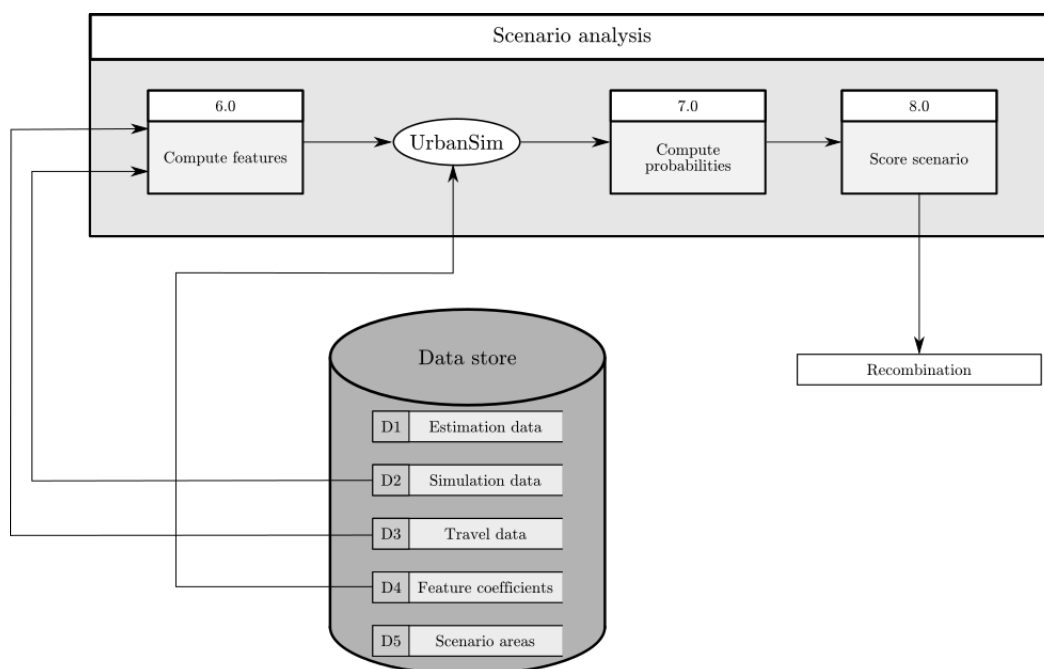 Scenario analysis
6.0
Compute features
UrbanSim
7.0
Compute
probabilities
8.0
Score scenario
Recombination
Data store
D1 Estimation data
D2 Simulation data
D3 Travel data
D4 Feature coefficients
D5 Scenario areas